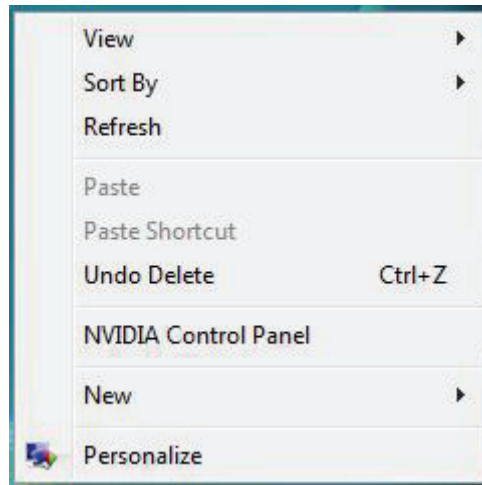 View
Sort By
Refresh
Paste
Paste Shortcut
Undo Delete Ctrl+Z
NVIDIA Control Panel
New
Personalize